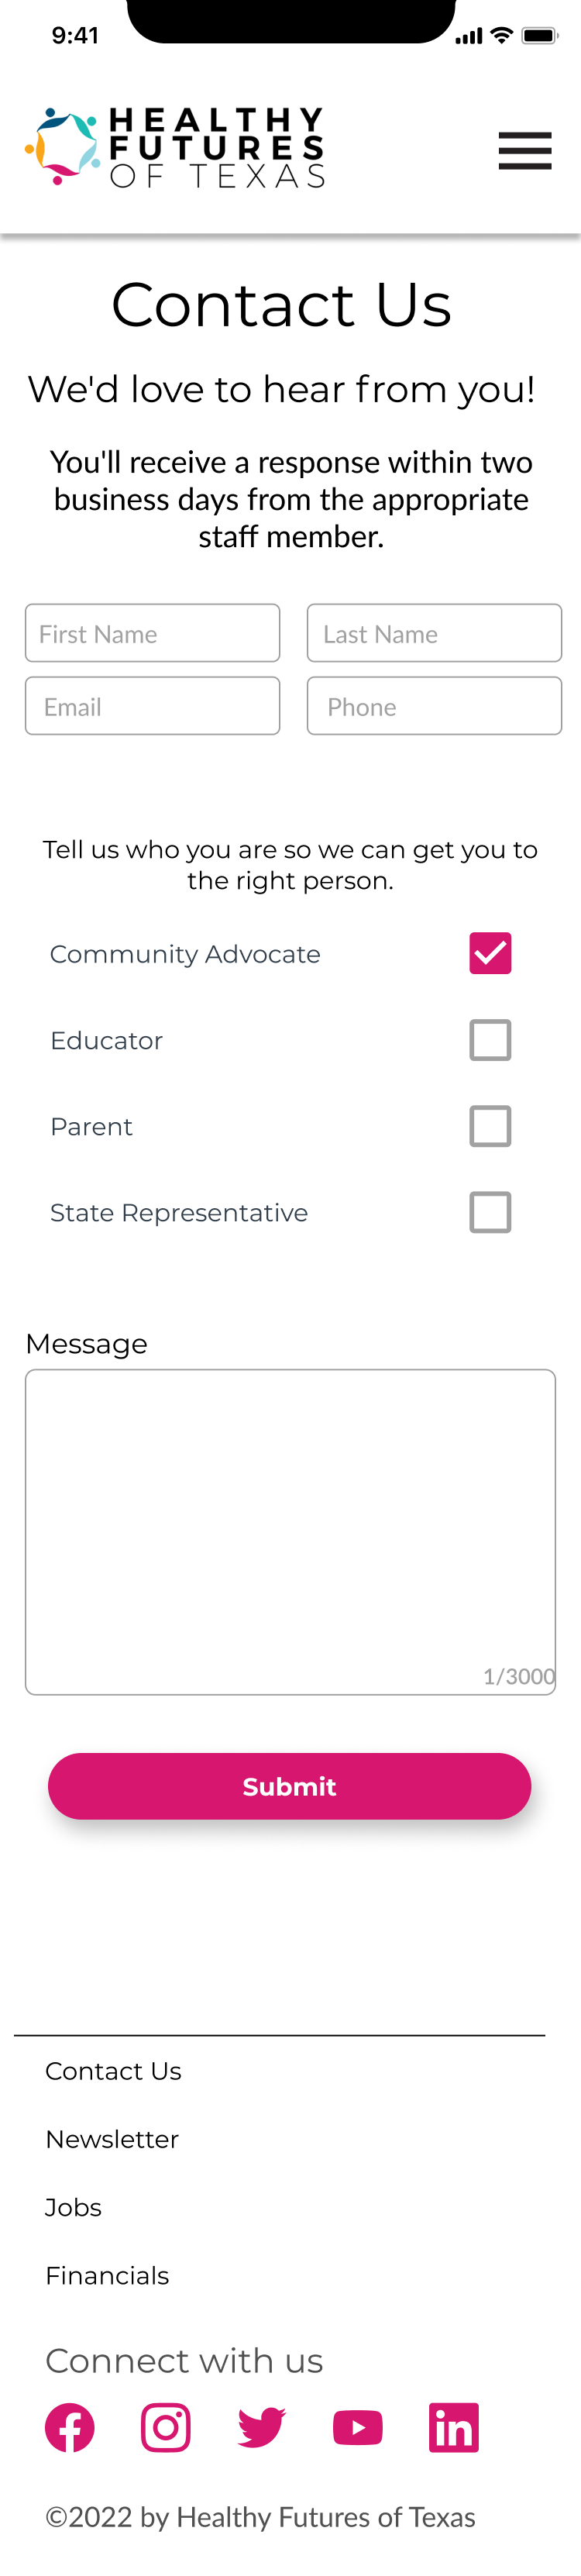 9:41
HEALTHY
FUTURES
OF TEXAS
Contact Us
We'd love to hear from you!
You'll receive a response within two
business days from the appropriate
staff member.
First Name Last Name
Email Phone
Tell us who you are so we can get you to
the right person.
Community Advocate
Educator
Parent
State Representative
Message
1/3000
Submit
Contact Us
Newsletter
Jobs
Financials
Connect with us
©2022 by Healthy Futures of Texas